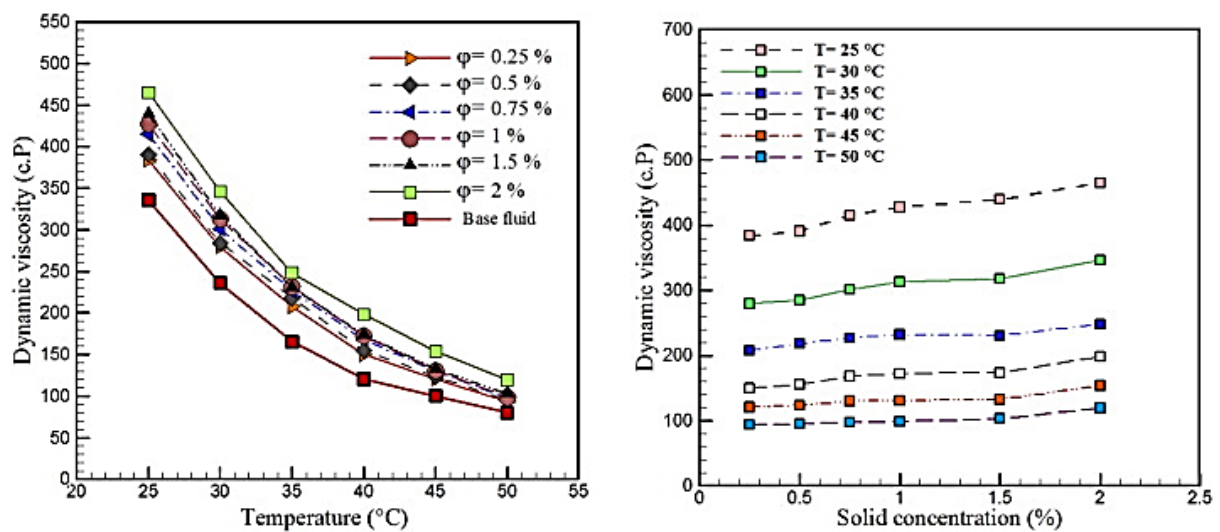 550
500
450
400
350
300
250
200
150
100
50
0
20
25
30
35
40
45
50
55
Dynamic viscosity (c.P)
Temperature (°C)
φ= 0.25 %
φ= 0.5 %
φ= 0.75 %
φ= 1 %
φ= 1.5 %
φ= 2 %
Base fluid
700
600
500
400
300
200
100
0
0
0.5
1
1.5
2
2.5
Dynamic viscosity (c.P)
Solid concentration (%)
T= 25 °C
T= 30 °C
T= 35 °C
T= 40 °C
T= 45 °C
T= 50 °C